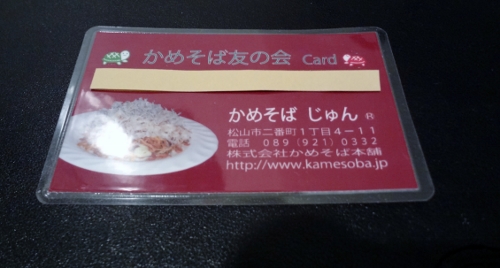 かめそば友の会 Card
かめそば じゅん ®
松山市二番町1丁目4－11
電話 089(921)0332
株式会社かめそば本舗
http://www.kamesoba.jp